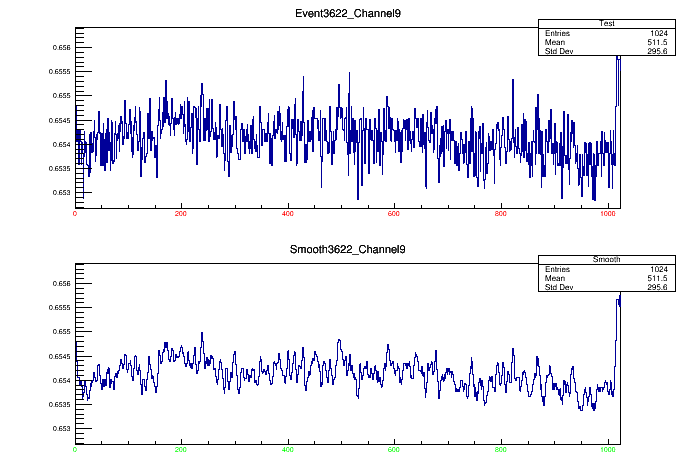 Event3622_Channel9
Test
Entries 1024
Mean 511.5
Std Dev 295.6
0.656
0.6555
0.655
0.6545
0.654
0.6535
0.653
0 200 400 600 800 1000
Smooth3622_Channel9
Smooth
Entries 1024
Mean 511.5
Std Dev 295.6
0.656
0.6555
0.655
0.6545
0.654
0.6535
0.653
0 200 400 600 800 1000